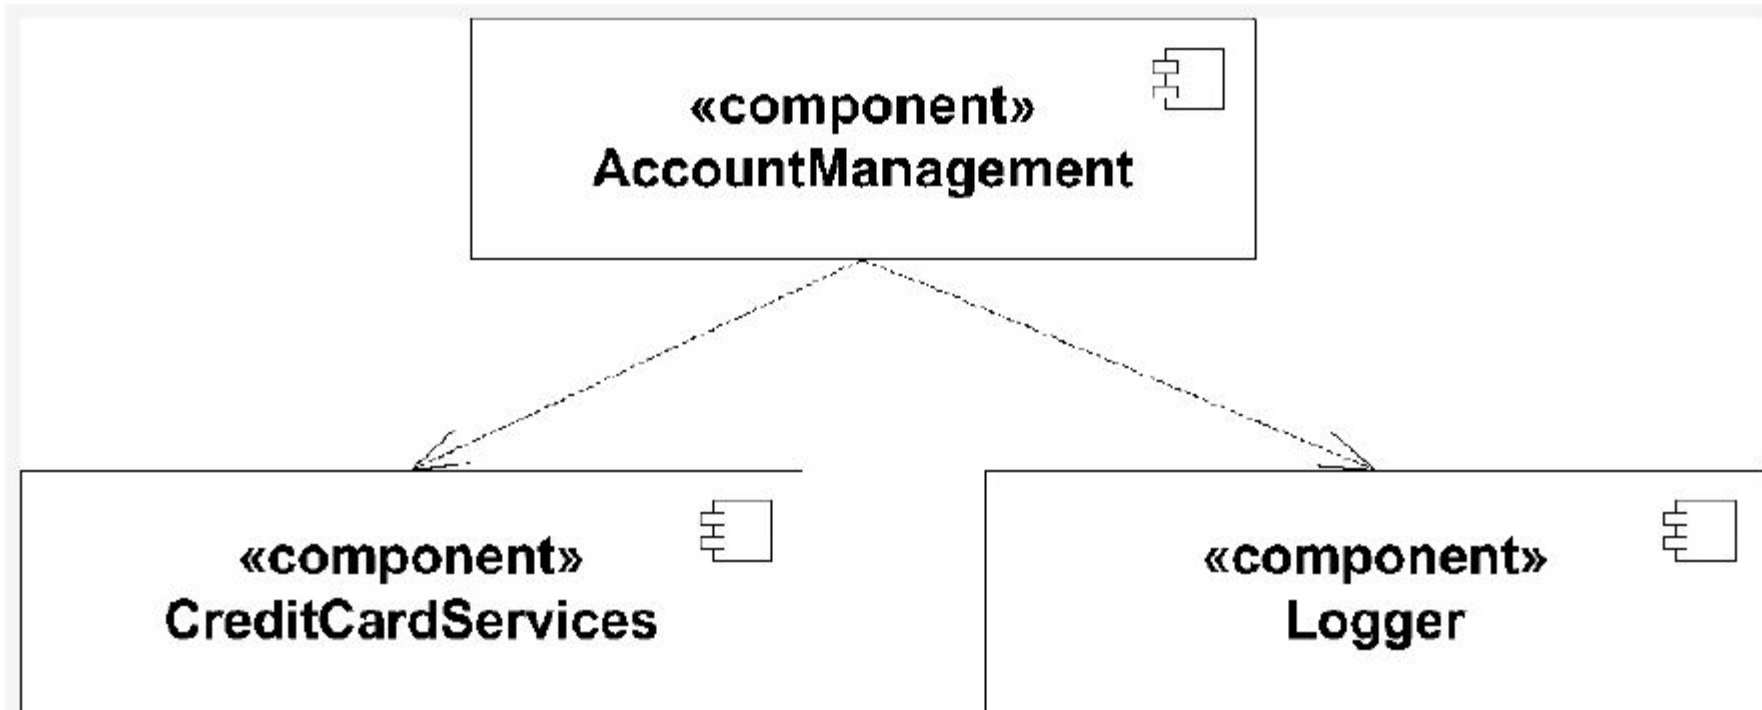 «component»
AccountManagement
«component»
CreditCardServices
«component»
Logger